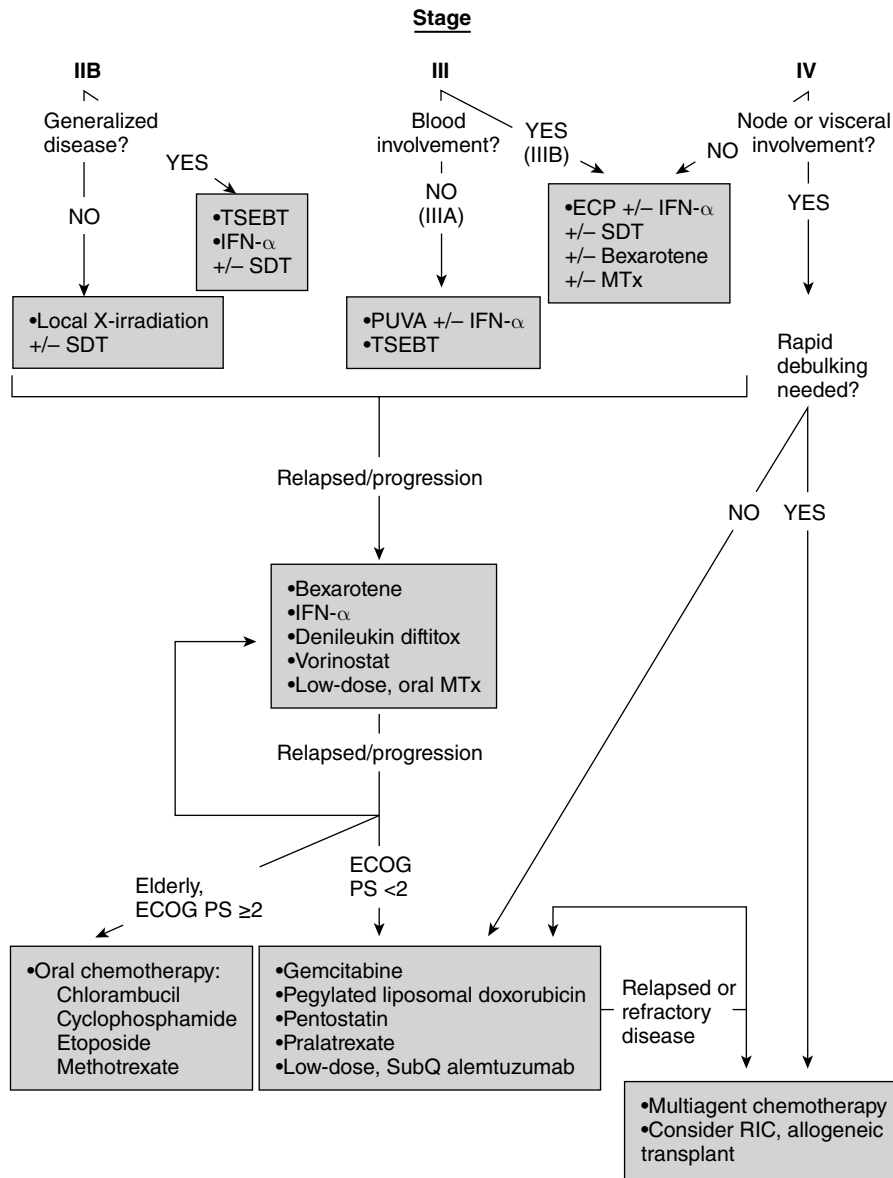 Stage
IIB
III
IV
Generalized
disease?
YES
NO
•TSEBT
•IFN-α
+/– SDT
•Local X-irradiation
+/– SDT
Blood
involvement?
YES
(IIIB)
NO
(IIIA)
•PUVA +/– IFN-α
•TSEBT
Node or visceral
involvement?
NO
YES
•ECP +/– IFN-α
+/– SDT
+/– Bexarotene
+/– MTx
Rapid
debulking
needed?
NO
YES
Relapsed/progression
•Bexarotene
•IFN-α
•Denileukin diftitox
•Vorinostat
•Low-dose, oral MTx
Relapsed/progression
Elderly,
ECOG PS ≥2
ECOG
PS <2
•Oral chemotherapy:
Chlorambucil
Cyclophosphamide
Etoposide
Methotrexate
•Gemcitabine
•Pegylated liposomal doxorubicin
•Pentostatin
•Pralatrexate
•Low-dose, SubQ alemtuzumab
Relapsed or
refractory
disease
•Multiagent chemotherapy
•Consider RIC, allogeneic
transplant